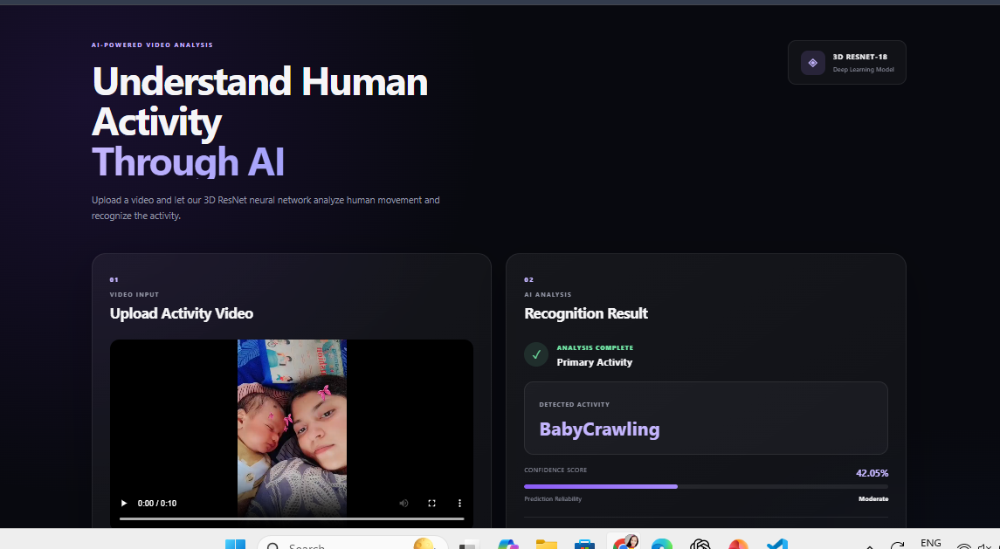 AI-POWERED VIDEO ANALYSIS
Understand Human
Activity
Through AI
Upload a video and let our 3D ResNet neural network analyze human movement and
recognize the activity.
3D RESNET-18
Deep Learning Model
01
VIDEO INPUT
Upload Activity Video
0:00 / 0:10
02
AI ANALYSIS
Recognition Result
ANALYSIS COMPLETE
Primary Activity
DETECTED ACTIVITY
BabyCrawling
CONFIDENCE SCORE
42.05%
Prediction Reliability
Moderate
Search
ENG